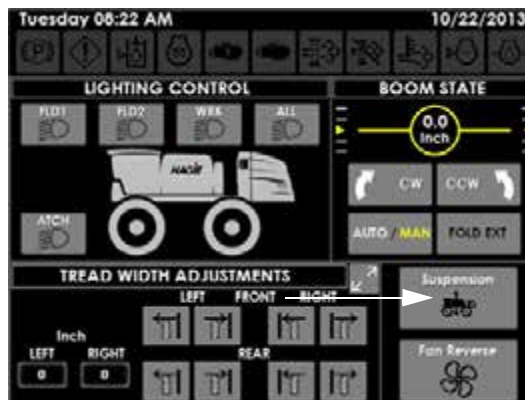 Tuesday 08:22 AM 10/22/2013
(P)
LIGHTING CONTROL
BOOM STATE
FLD1 FLD2 WRK ALL
0.0
Inch
HAGIE
CW CCW
ATCH
AUTO / MAN FOLD EXT
TREAD WIDTH ADJUSTMENTS
Suspension
LEFT FRONT RIGHT
Inch
LEFT RIGHT
REAR
0 0
Fan Reverse